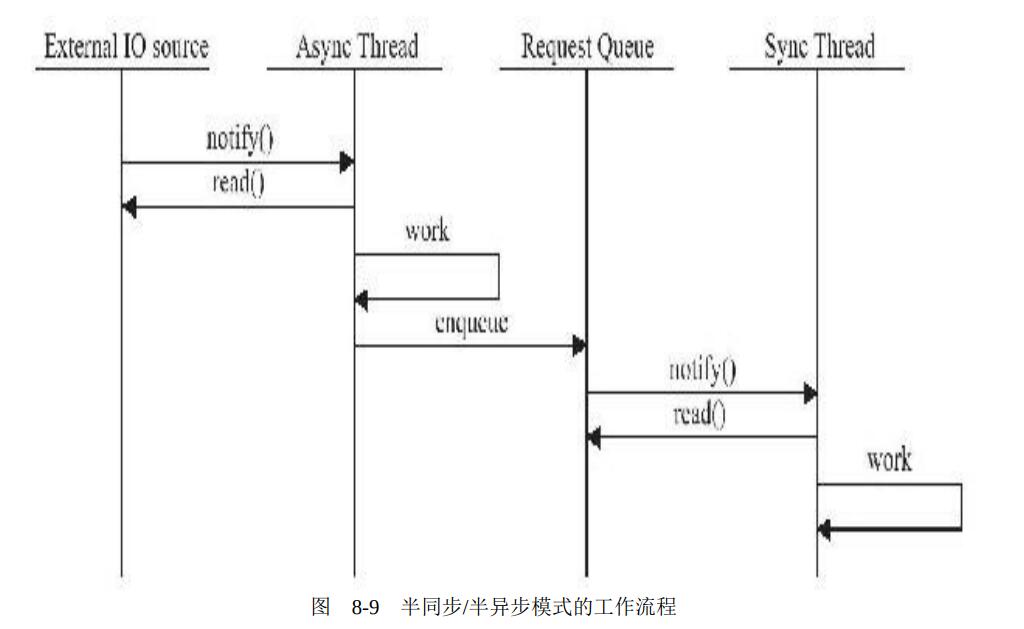 External IO source Async Thread Request Queue Sync Thread
notify()
read()
work
enqueue
notify()
read()
work
图 8-9 半同步/半异步模式的工作流程